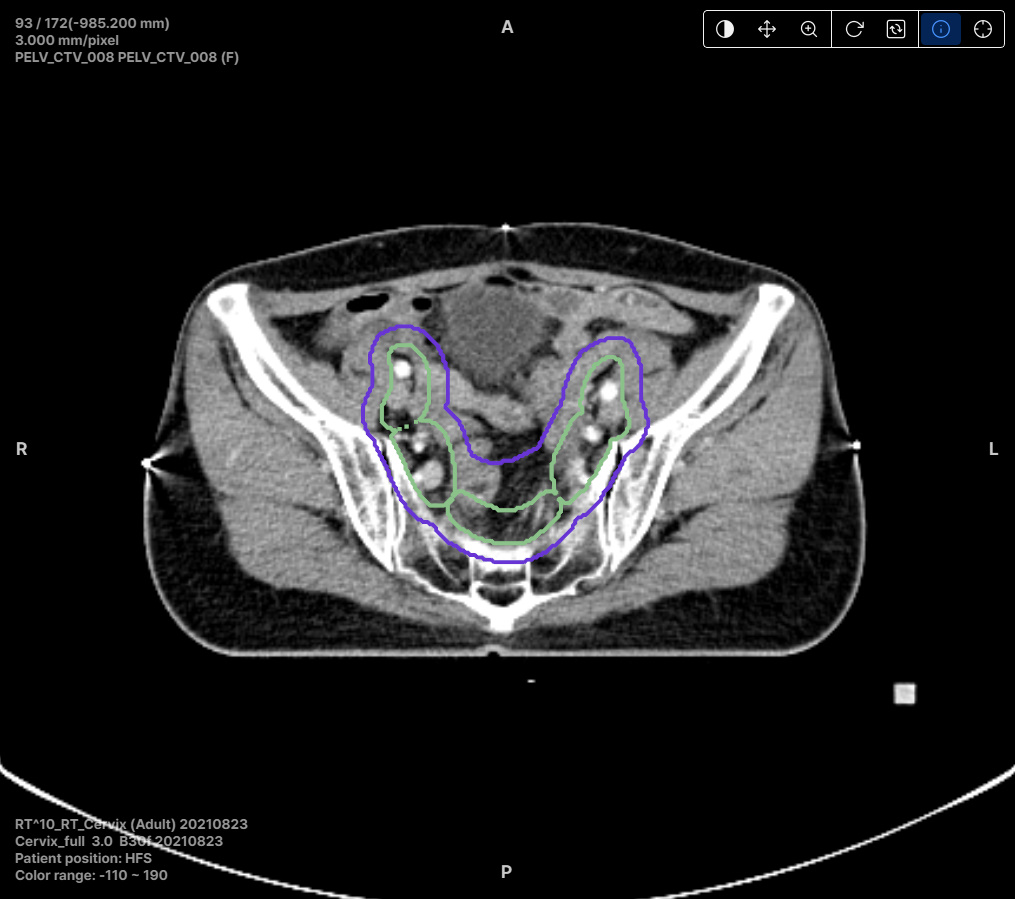 93 / 172(-985.200 mm)
3.000 mm/pixel
PELV_CTV_008 PELV_CTV_008 (F)
A
R
L
RT^10_RT_Cervix (Adult) 20210823
Cervix_full 3.0 B30f 20210823
Patient position: HFS
Color range: -110 ~ 190
P